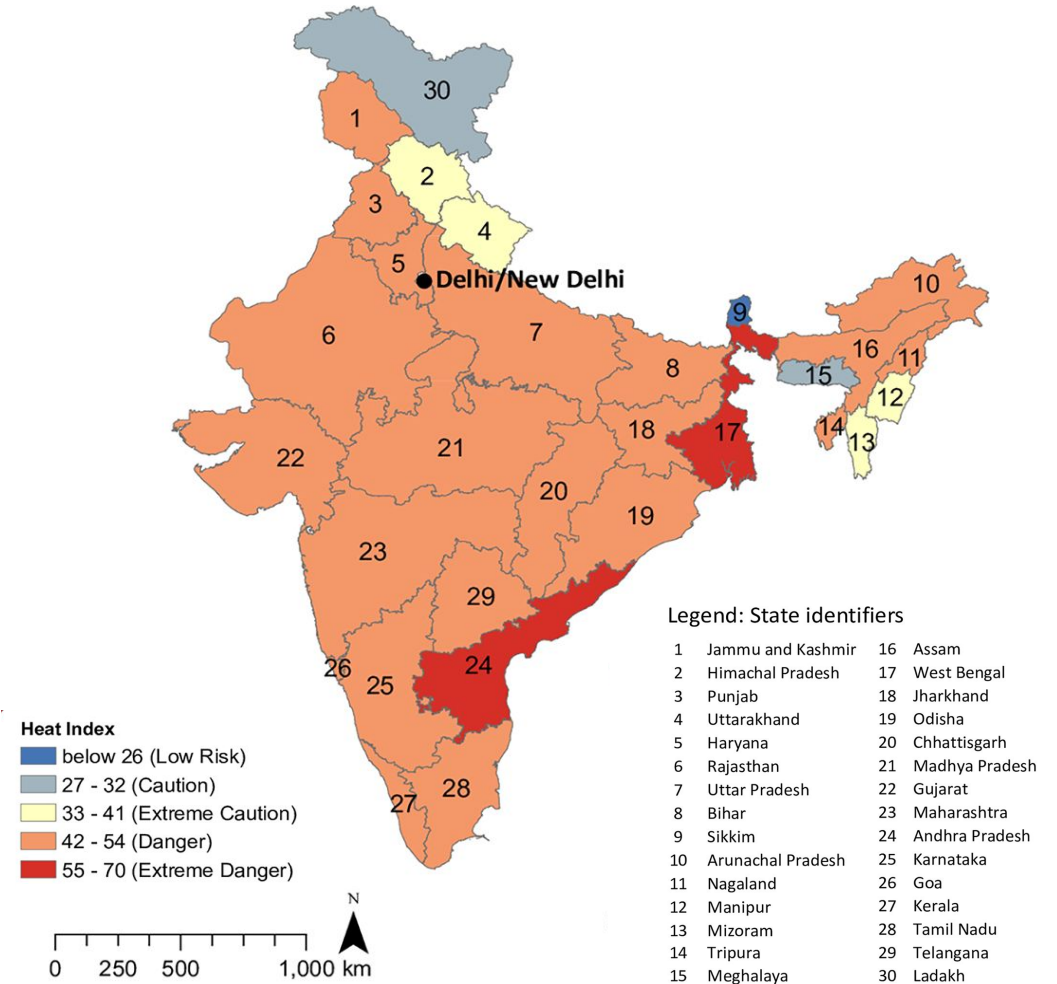 30
1
2
3
4
5
Delhi/New Delhi
10
9
6
7
16
11
8
15
12
14
13
17
18
21
22
20
19
23
29
24
26
25
28
27
Legend: State identifiers
1 Jammu and Kashmir 16 Assam
2 Himachal Pradesh 17 West Bengal
3 Punjab 18 Jharkhand
4 Uttarakhand 19 Odisha
5 Haryana 20 Chhattisgarh
6 Rajasthan 21 Madhya Pradesh
7 Uttar Pradesh 22 Gujarat
8 Bihar 23 Maharashtra
9 Sikkim 24 Andhra Pradesh
10 Arunachal Pradesh 25 Karnataka
11 Nagaland 26 Goa
12 Manipur 27 Kerala
13 Mizoram 28 Tamil Nadu
14 Tripura 29 Telangana
15 Meghalaya 30 Ladakh
Heat Index
below 26 (Low Risk)
27 - 32 (Caution)
33 - 41 (Extreme Caution)
42 - 54 (Danger)
55 - 70 (Extreme Danger)
N
0 250 500 1,000 km